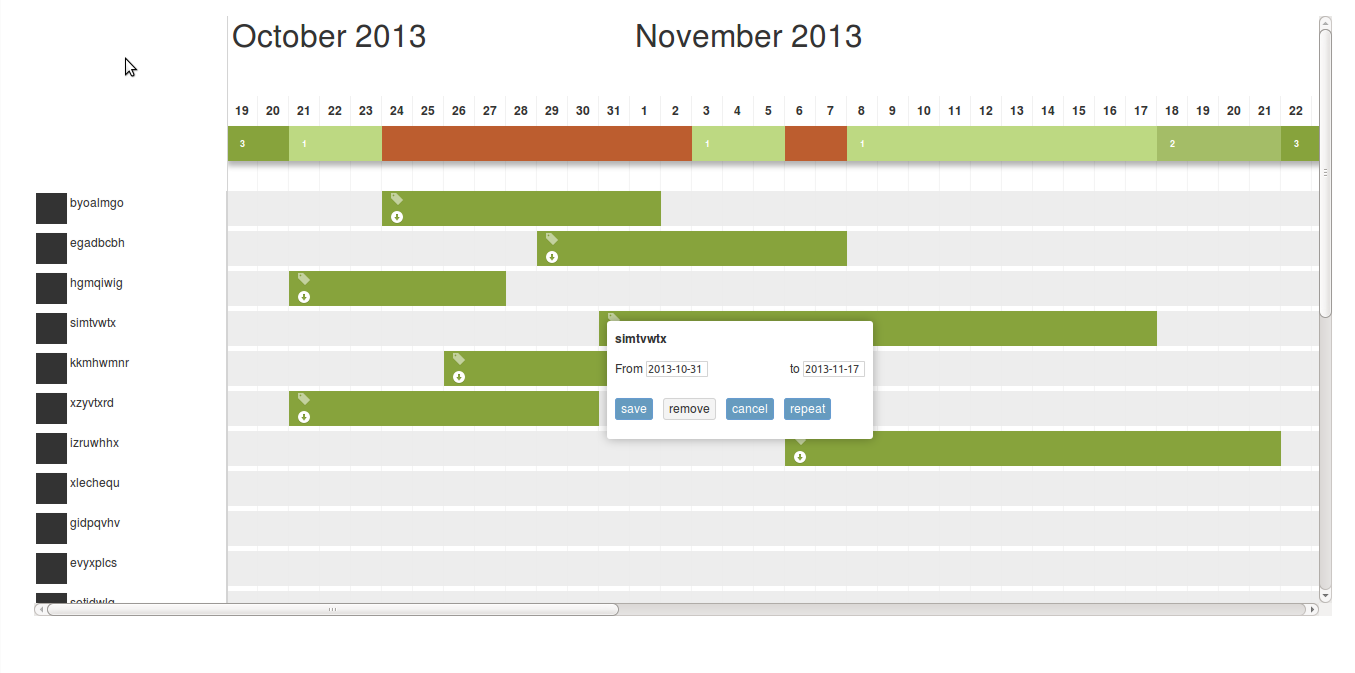 October 2013 November 2013
19 20 21 22 23 24 25 26 27 28 29 30 31 1 2 3 4 5 6 7 8 9 10 11 12 13 14 15 16 17 18 19 20 21 22
3 1 1 1 2 3
byoalmgo
egadbcbh
hgmqiwig
simtvwtx
simtvwtx
kkmhwmnr
From 2013-10-31 to 2013-11-17
xzyvtxrd
save remove cancel repeat
izruwhhx
xlechequ
gidpqvhv
evyxplcs